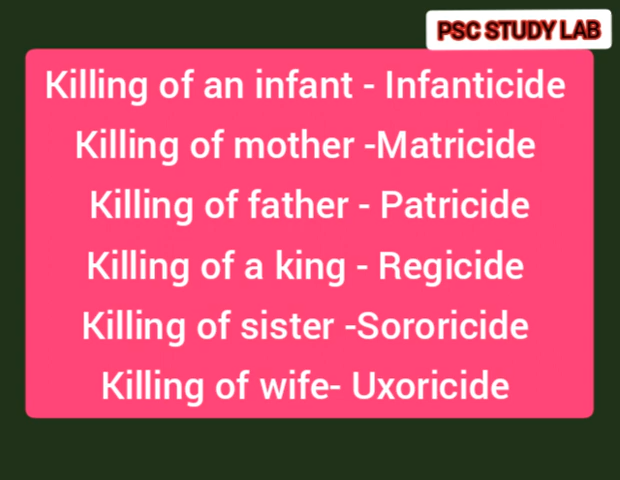 PSC STUDY LAB
Killing of an infant - Infanticide
Killing of mother -Matricide
Killing of father - Patricide
Killing of a king - Regicide
Killing of sister -Sororicide
Killing of wife- Uxoricide